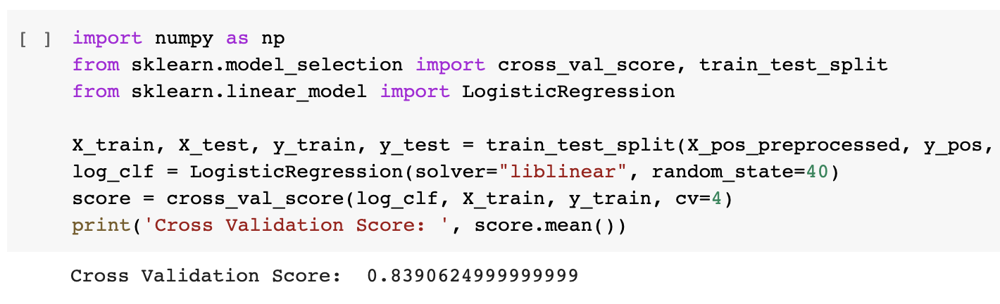 [ ] import numpy as np
from sklearn.model_selection import cross_val_score, train_test_split
from sklearn.linear_model import LogisticRegression
X_train, X_test, y_train, y_test = train_test_split(X_pos_preprocessed, y_pos,
log_clf = LogisticRegression(solver="liblinear", random_state=40)
score = cross_val_score(log_clf, X_train, y_train, cv=4)
print('Cross Validation Score: ', score.mean())
Cross Validation Score:  0.8390624999999999